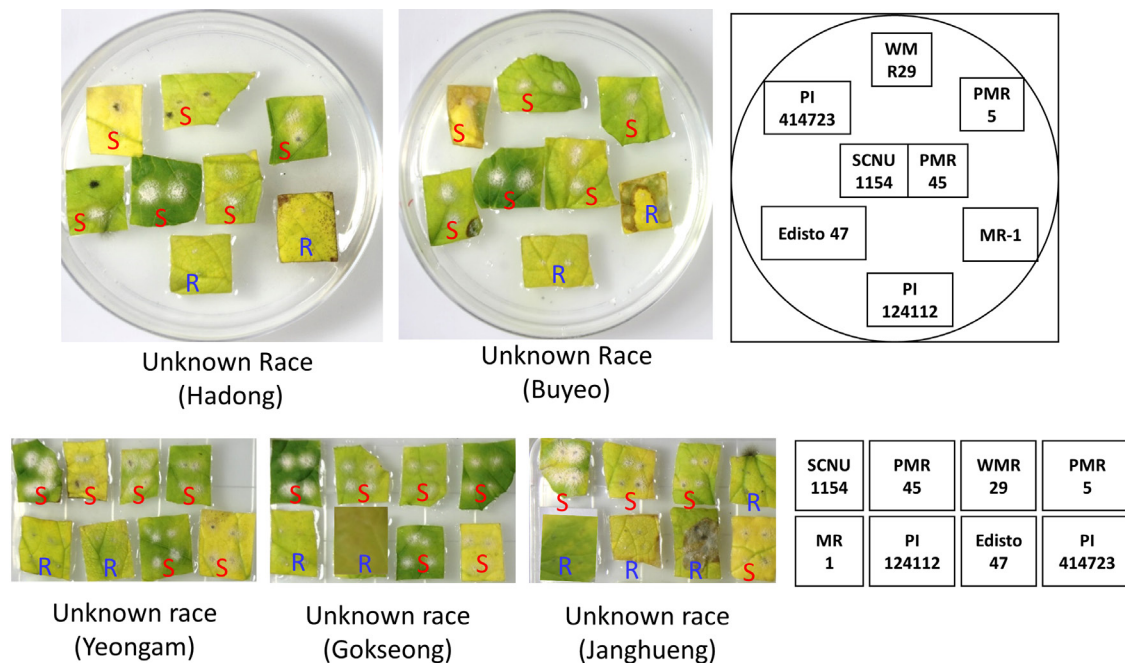 WM
R29
PI
414723
PMR
5
SCNU
1154
PMR
45
Edisto 47
MR-1
PI
124112
S
S
S
S
S
S
R
R
S
S
S
S
S
S
R
R
Unknown Race
(Hadong)
Unknown Race
(Buyeo)
S
S
S
S
R
R
S
S
S
S
S
S
R
R
S
S
S
S
S
R
R
R
R
S
SCNU
1154
PMR
45
WMR
29
PMR
5
MR
1
PI
124112
Edisto
47
PI
414723
Unknown race
(Yeongam)
Unknown race
(Gokseong)
Unknown race
(Janghueng)